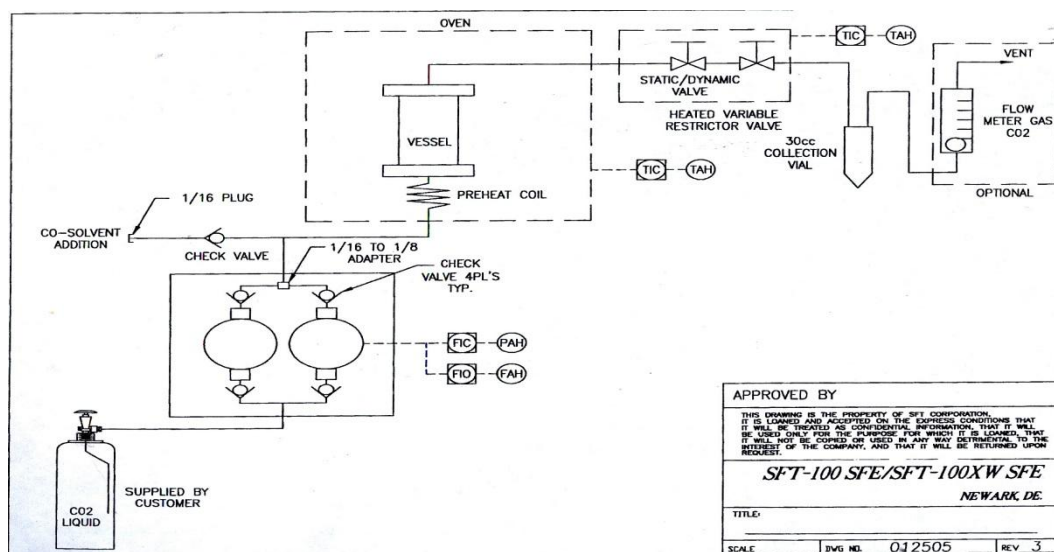 OVEN
TIC
TAH
VENT
STATIC/DYNAMIC
VALVE
HEATED VARIABLE
RESTRICTOR VALVE
FLOW
METER GAS
CO2
VESSEL
30cc
COLLECTION
VIAL
TIC
TAH
PREHEAT COIL
OPTIONAL
1/16 PLUG
CO-SOLVENT
ADDITION
CHECK VALVE
1/16 TO 1/8
ADAPTER
CHECK
VALVE 4PL'S
TYP.
FIC
PAH
FIO
FAH
SUPPLIED BY
CUSTOMER
CO2
LIQUID
APPROVED BY
THIS DRAWING IS THE PROPERTY OF SFT CORPORATION.
IT IS LOANED AND ACCEPTED ON THE EXPRESS CONDITIONS THAT
IT WILL BE TREATED AS CONFIDENTIAL INFORMATION, THAT IT WILL
BE USED ONLY FOR THE PURPOSE FOR WHICH IT IS LOANED, THAT
IT WILL NOT BE COPIED OR USED IN ANY WAY DETRIMENTAL TO THE
INTEREST OF THE COMPANY, AND THAT IT WILL BE RETURNED UPON
REQUEST.
SFT-100 SFE/SFT-100XW SFE
NEWARK, DE.
TITLE:
SCALE
DWG NO. 012505
REV 3